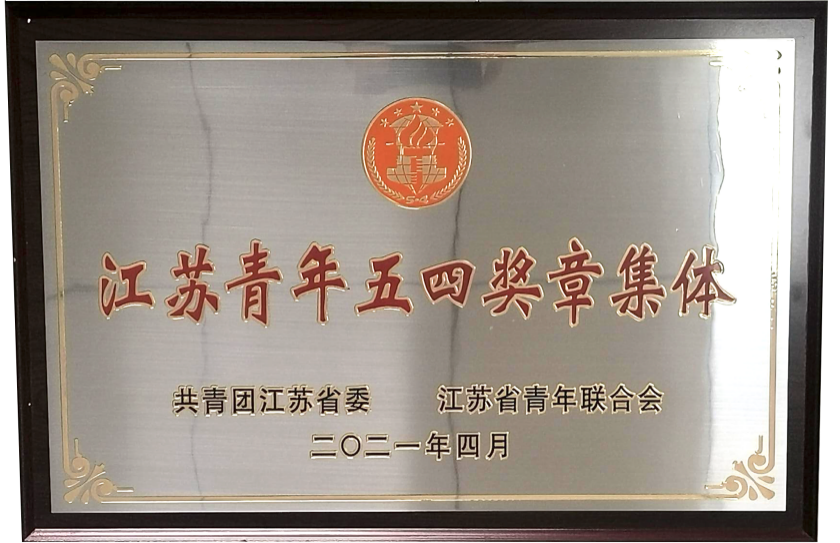 江苏青年五四奖章集体
共青团江苏省委 江苏省青年联合会
二〇二一年四月